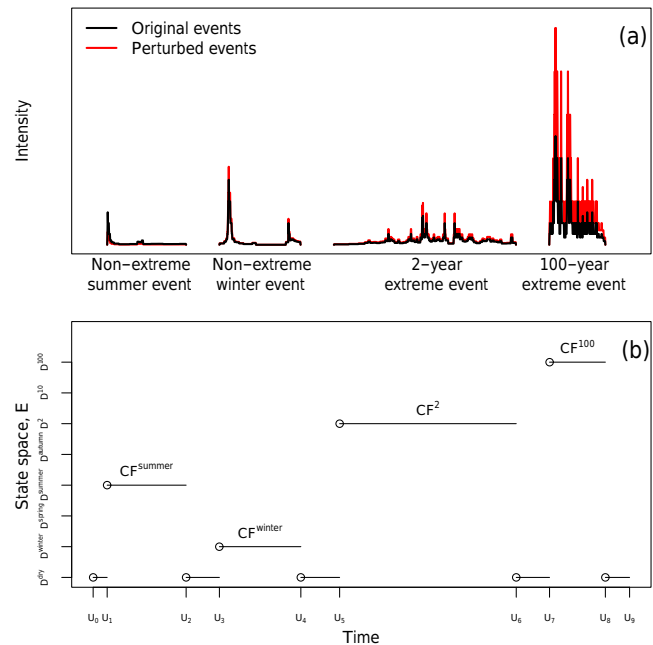 Original events
Perturbed events
(a)
Intensity
Non-extreme
summer event
Non-extreme
winter event
2-year
extreme event
100-year
extreme event
(b)
State space, E
D^100
D^10
D^2
D^autumn
D^summer
D^spring
D^winter
D^dry
CF^summer
CF^winter
CF^2
CF^100
U₀ U₁ U₂ U₃ U₄ U₅ U₆ U₇ U₈ U₉
Time